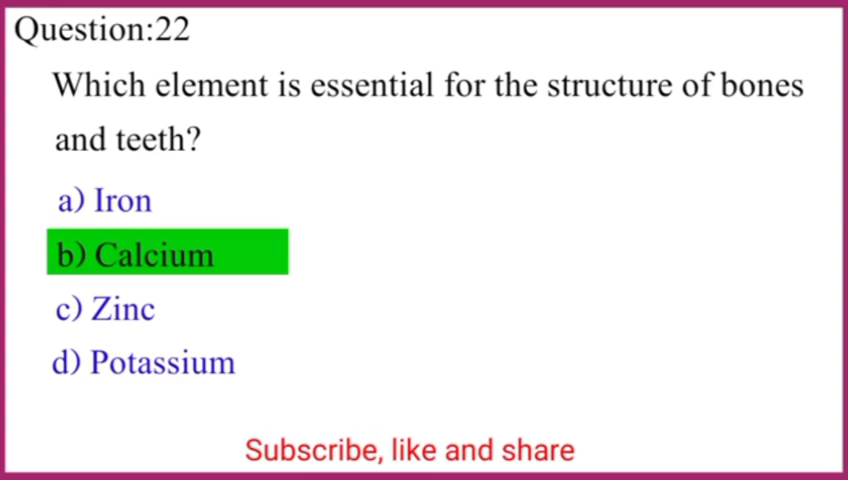 Question:22
Which element is essential for the structure of bones
and teeth?
a) Iron
b) Calcium
c) Zinc
d) Potassium
Subscribe, like and share